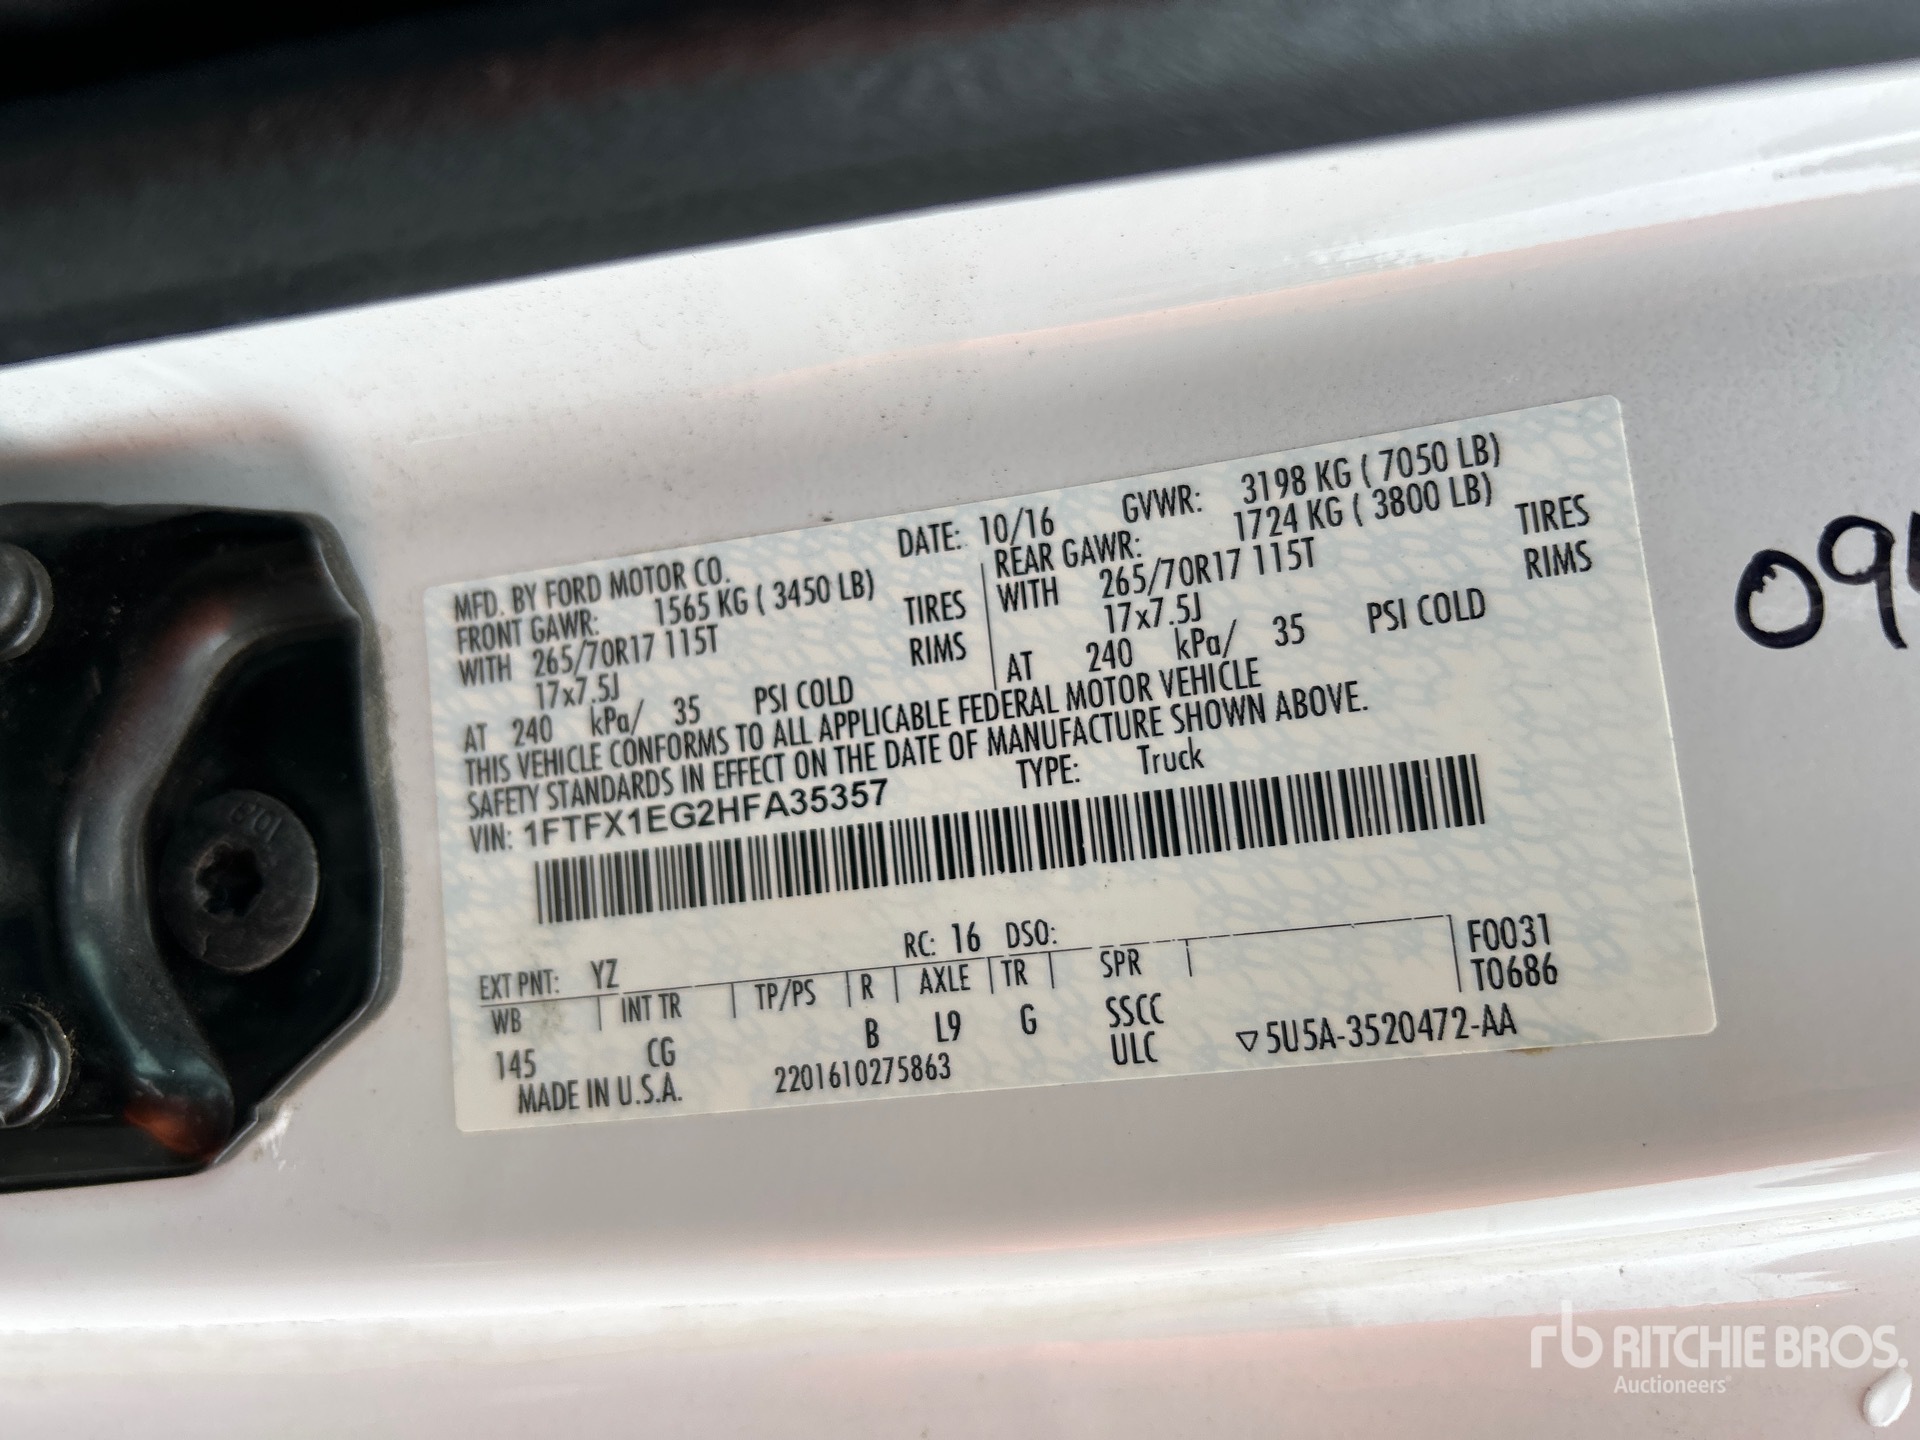 MFD. BY FORD MOTOR CO.
DATE: 10/16
GVWR: 3198 KG ( 7050 LB)
FRONT GAWR: 1565 KG ( 3450 LB)
WITH 265/70R17 115T TIRES
17x7.5J RIMS
AT 240 kPa/ 35 PSI COLD
REAR GAWR: 1724 KG ( 3800 LB)
WITH 265/70R17 115T TIRES
17x7.5J RIMS
AT 240 kPa/ 35 PSI COLD
THIS VEHICLE CONFORMS TO ALL APPLICABLE FEDERAL MOTOR VEHICLE
SAFETY STANDARDS IN EFFECT ON THE DATE OF MANUFACTURE SHOWN ABOVE.
VIN: 1FTFX1EG2HFA35357
TYPE: Truck
RC: 16 DSO:
F0031
T0686
EXT PNT: YZ
WB INT TR TP/PS R AXLE TR SPR
145 CG B L9 G SSCC
ULC
MADE IN U.S.A.
2201610275863
▽5U5A-3520472-AA
10.8
rb RITCHIE BROS.
Auctioneers